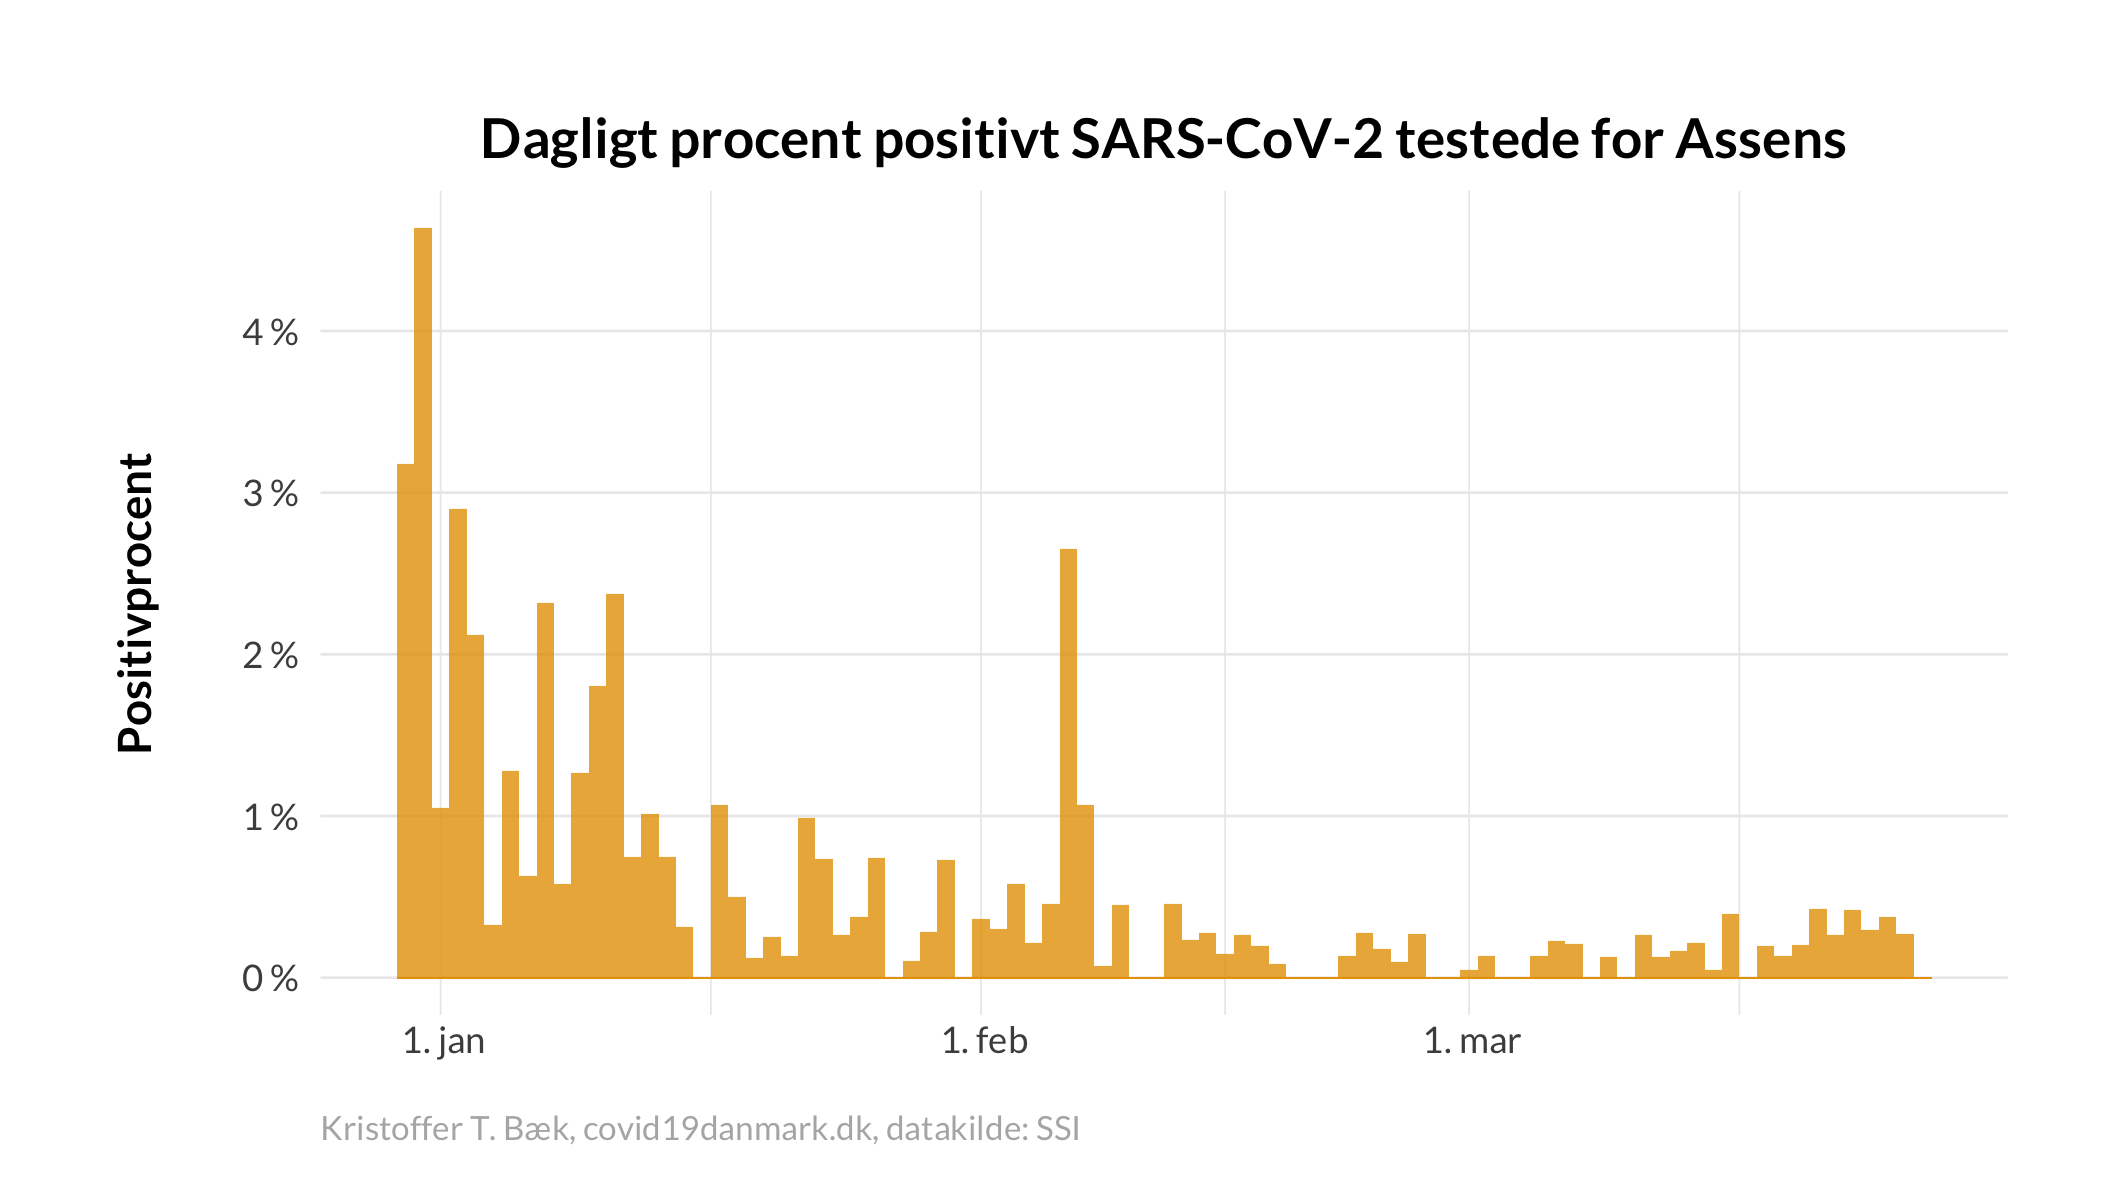 Dagligt procent positivt SARS-CoV-2 testede for Assens
Positivprocent
4 %
3 %
2 %
1 %
0 %
1. jan
1. feb
1. mar
Kristoffer T. Bæk, covid19danmark.dk, datakilde: SSI